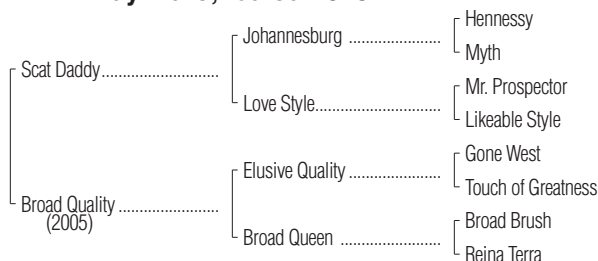 Hennessy
Johannesburg
Myth
Scat Daddy
Mr. Prospector
Love Style
Likeable Style
Gone West
Elusive Quality
Touch of Greatness
Broad Quality
(2005)
Broad Brush
Broad Queen
Reina Terra